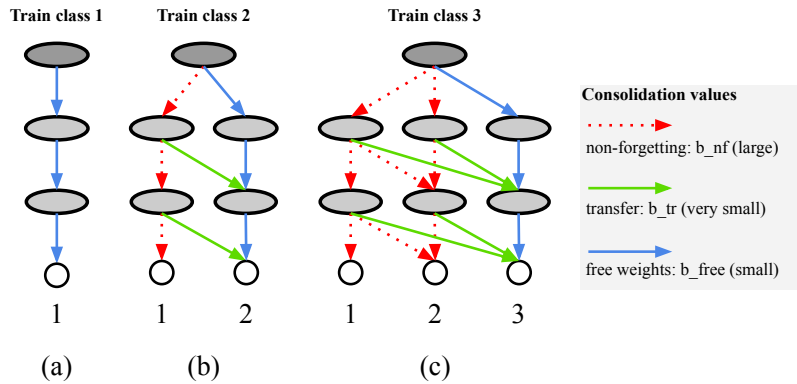 Train class 1
Train class 2
Train class 3
Consolidation values
non-forgetting: b_nf (large)
transfer: b_tr (very small)
free weights: b_free (small)
1
1 2
1 2 3
(a)
(b)
(c)